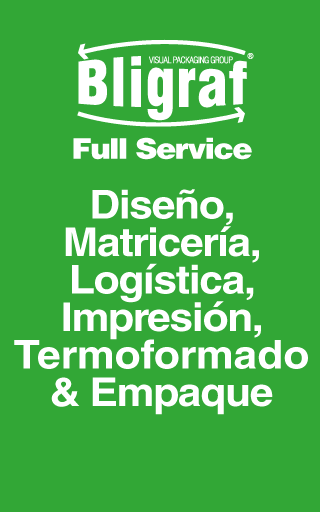 VISUAL PACKAGING GROUP
Bligraf®
Full Service
Diseño,
Matricería,
Logística,
Impresión,
Termoformado
& Empaque